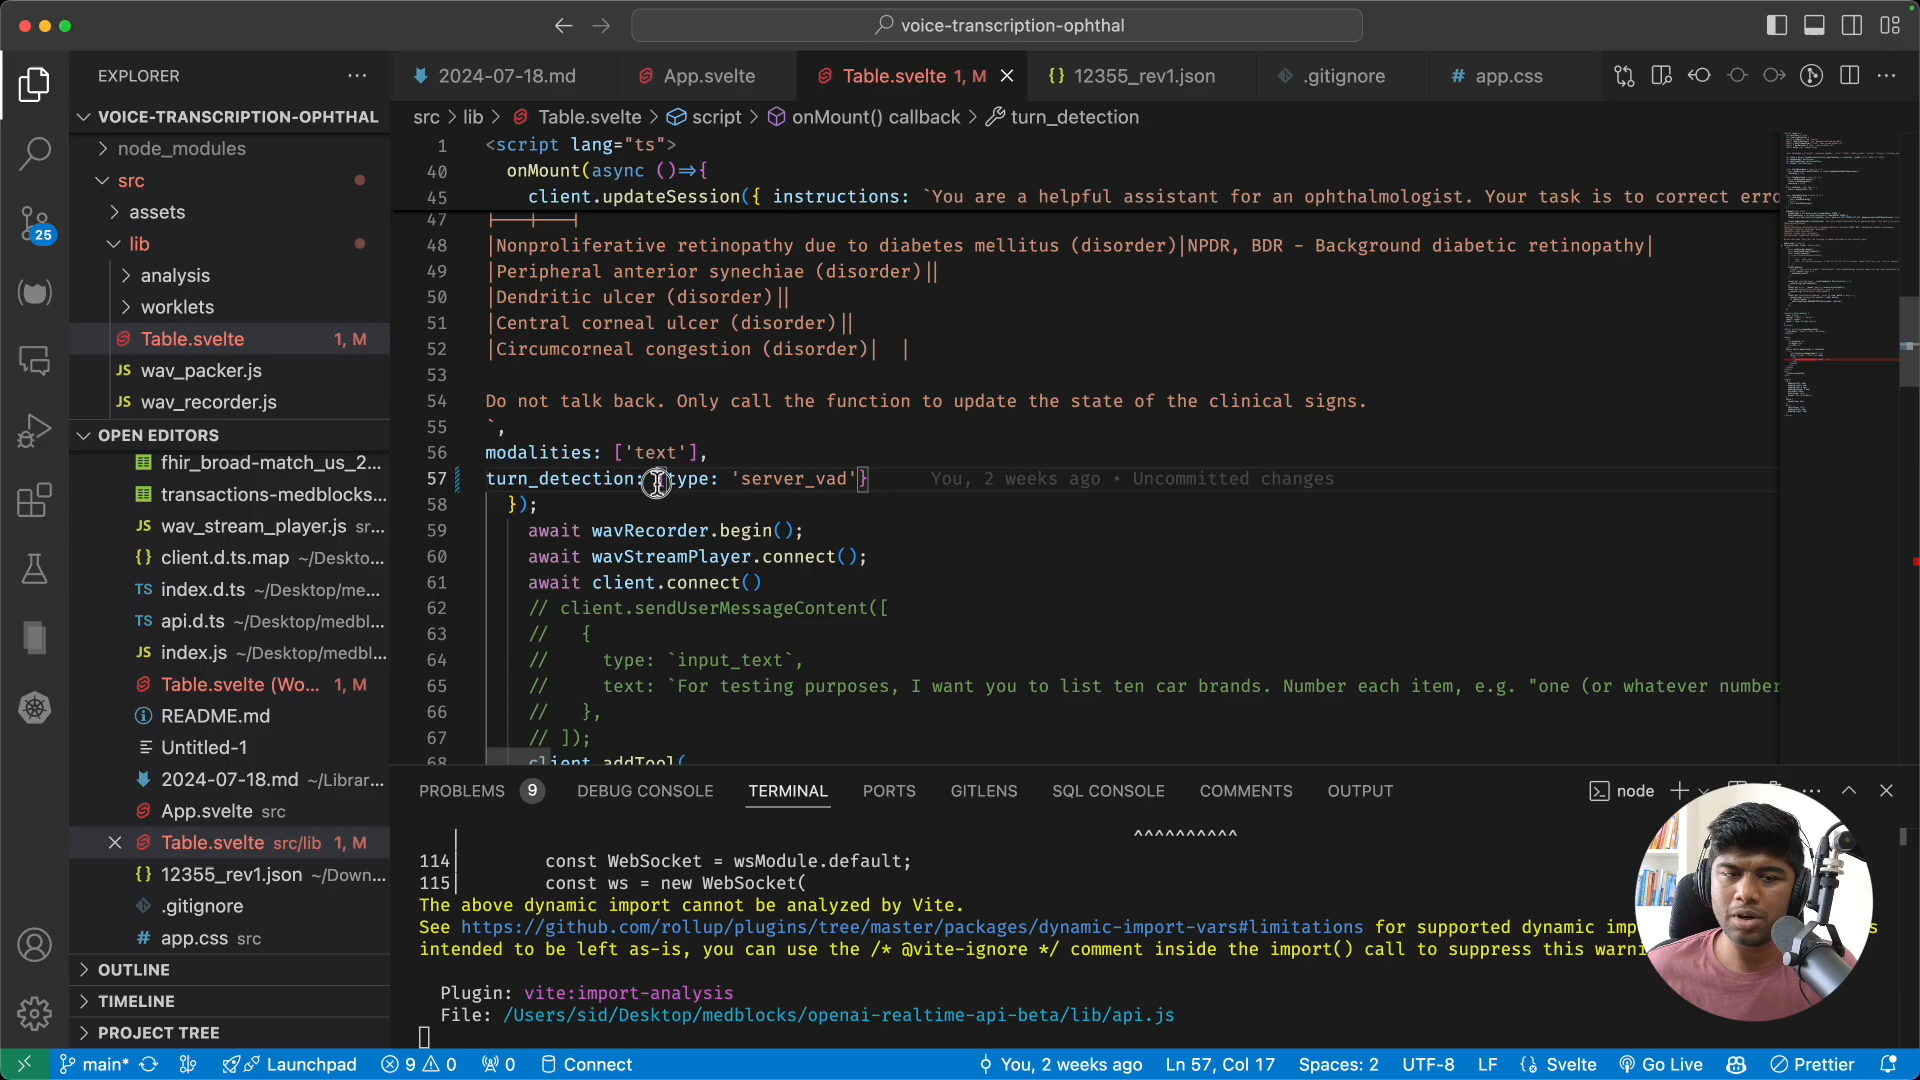 voice-transcription-ophthal
EXPLORER
VOICE-TRANSCRIPTION-OPHTHAL
node_modules
src
assets
lib
analysis
worklets
Table.svelte 1, M
JS wav_packer.js
JS wav_recorder.js
OPEN EDITORS
fhir_broad-match_us_2...
transactions-medblocks...
JS wav_stream_player.js sr...
{} client.d.ts.map ~/Deskto...
TS index.d.ts ~/Desktop/me...
TS api.d.ts ~/Desktop/medbl...
JS index.js ~/Desktop/medbl...
Table.svelte (Wo... 1, M
README.md
Untitled-1
2024-07-18.md ~/Librar...
App.svelte src
Table.svelte src/lib 1, M
{} 12355_rev1.json ~/Down...
.gitignore
# app.css src
OUTLINE
TIMELINE
PROJECT TREE
25
2024-07-18.md App.svelte Table.svelte 1, M {} 12355_rev1.json .gitignore # app.css
src > lib > Table.svelte > script > onMount() callback > turn_detection
1 <script lang="ts">
40 onMount(async ()=>{
45 client.updateSession({ instructions: `You are a helpful assistant for an ophthalmologist. Your task is to correct erro
47 |---|---|
48 |Nonproliferative retinopathy due to diabetes mellitus (disorder)|NPDR, BDR - Background diabetic retinopathy|
49 |Peripheral anterior synechiae (disorder)||
50 |Dendritic ulcer (disorder)||
51 |Central corneal ulcer (disorder)||
52 |Circumcorneal congestion (disorder)| |
53
54 Do not talk back. Only call the function to update the state of the clinical signs.
55 `,
56 modalities: ['text'],
57 turn_detection: {type: 'server_vad'} You, 2 weeks ago • Uncommitted changes
58 });
59 await wavRecorder.begin();
60 await wavStreamPlayer.connect();
61 await client.connect()
62 // client.sendUserMessageContent([
63 // {
64 // type: `input_text`,
65 // text: `For testing purposes, I want you to list ten car brands. Number each item, e.g. "one (or whatever number
66 // },
67 // ]);
68 client.addTool(
PROBLEMS 9 DEBUG CONSOLE TERMINAL PORTS GITLENS SQL CONSOLE COMMENTS OUTPUT node
| ^^^^^^^^^^
114| const WebSocket = wsModule.default;
115| const ws = new WebSocket(
The above dynamic import cannot be analyzed by Vite.
See https://github.com/rollup/plugins/tree/master/packages/dynamic-import-vars#limitations for supported dynamic imp s
intended to be left as-is, you can use the /* @vite-ignore */ comment inside the import() call to suppress this warni
Plugin: vite:import-analysis
File: /Users/sid/Desktop/medblocks/openai-realtime-api-beta/lib/api.js
main* Launchpad 9 0 0 Connect You, 2 weeks ago Ln 57, Col 17 Spaces: 2 UTF-8 LF Svelte Go Live Prettier